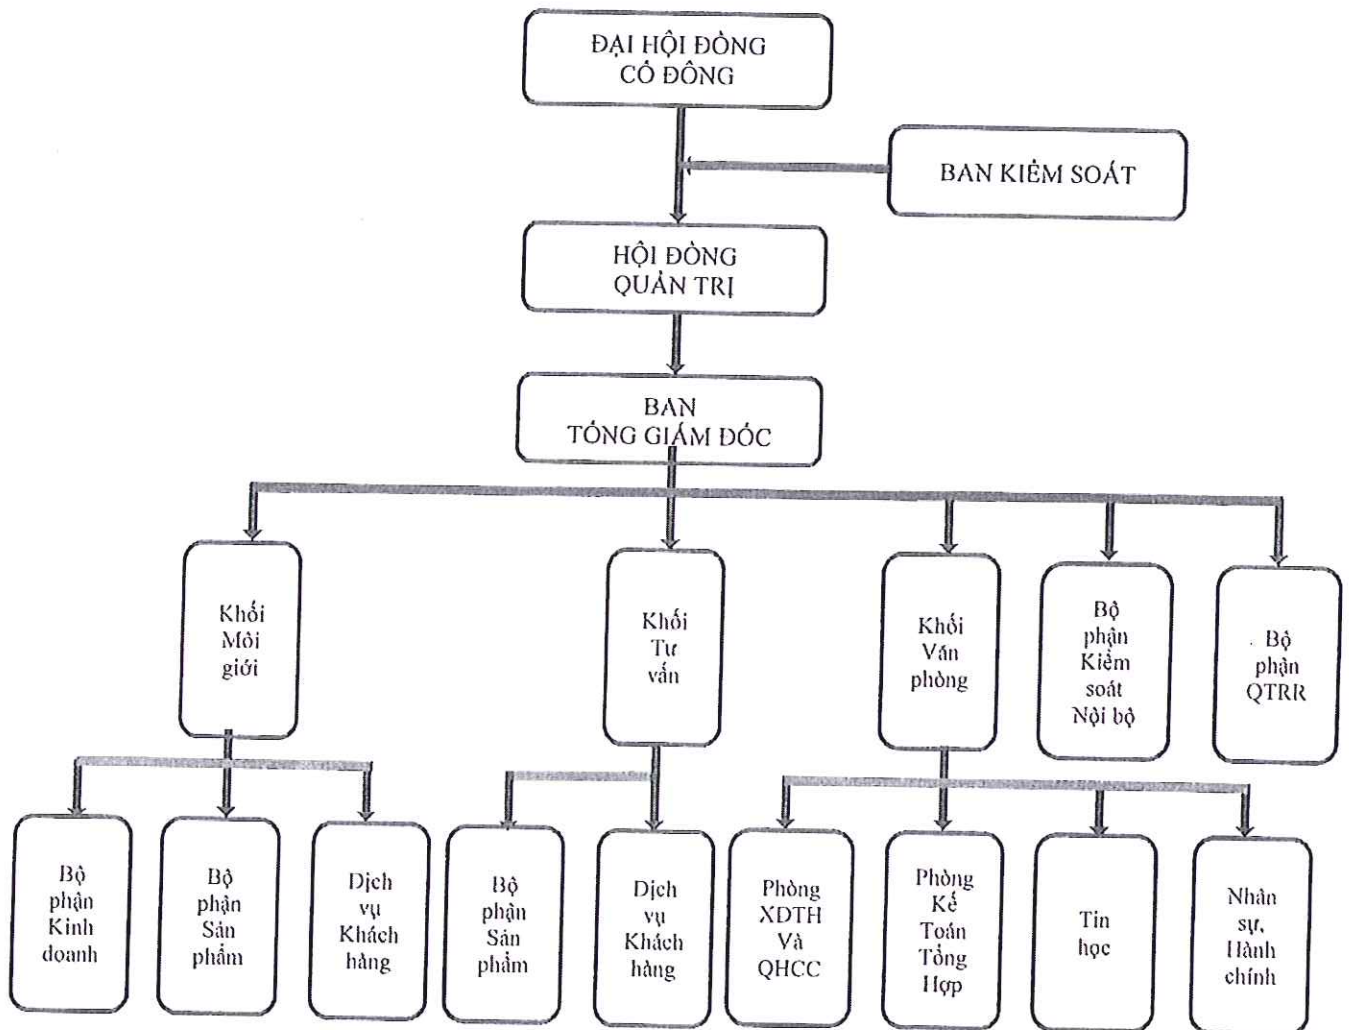 ĐẠI HỘI ĐỒNG
CỔ ĐÔNG
BAN KIỂM SOÁT
HỘI ĐỒNG
QUẢN TRỊ
BAN
TỔNG GIÁM ĐỐC
Khối
Môi
giới
Khối
Tư
vấn
Khối
Văn
phòng
Bộ
phận
Kiểm
soát
Nội bộ
Bộ
phận
QTRR
Bộ
phận
Kinh
doanh
Bộ
phận
Sản
phẩm
Dịch
vụ
Khách
hàng
Bộ
phận
Sản
phẩm
Dịch
vụ
Khách
hàng
Phòng
XDTH
Và
QHCC
Phòng
Kế
Toán
Tổng
Hợp
Tin
học
Nhân
sự,
Hành
chính